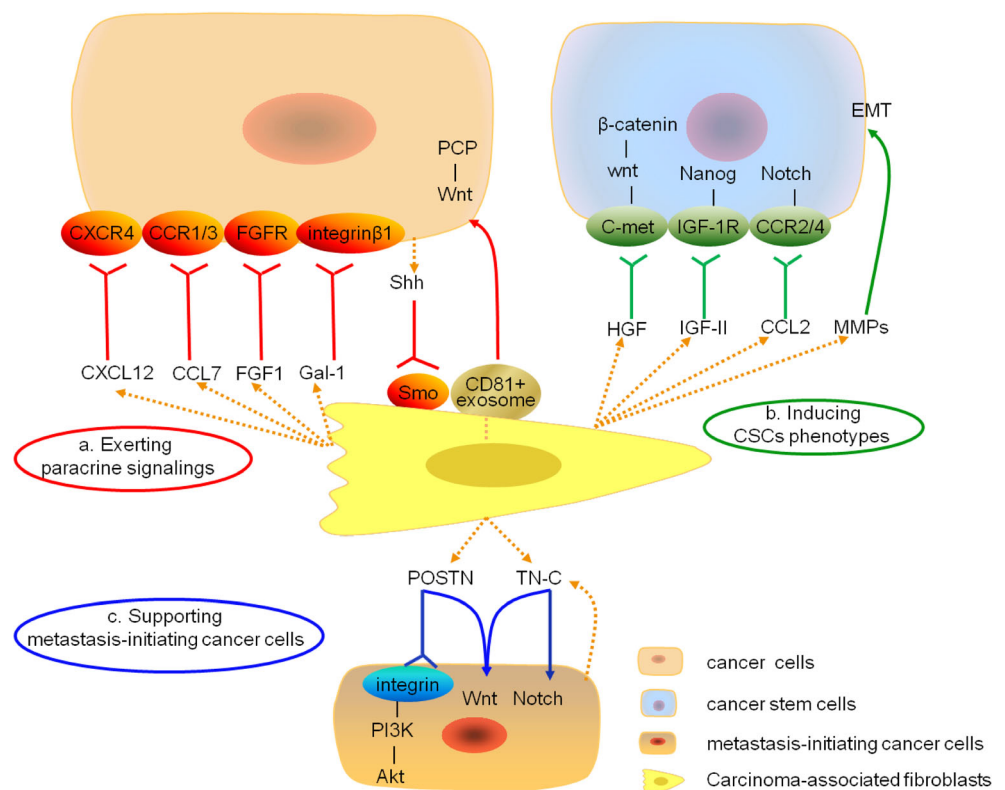 EMT
β-catenin
wnt
Nanog
Notch
PCP
Wnt
CXCR4
CCR1/3
FGFR
integrinβ1
C-met
IGF-1R
CCR2/4
Shh
HGF
IGF-II
CCL2
MMPs
CXCL12
CCL7
FGF1
Gal-1
Smo
CD81+
exosome
a. Exerting
paracrine signalings
b. Inducing
CSCs phenotypes
POSTN
TN-C
c. Supporting
metastasis-initiating cancer cells
integrin
PI3K
Akt
Wnt
Notch
cancer cells
cancer stem cells
metastasis-initiating cancer cells
Carcinoma-associated fibroblasts